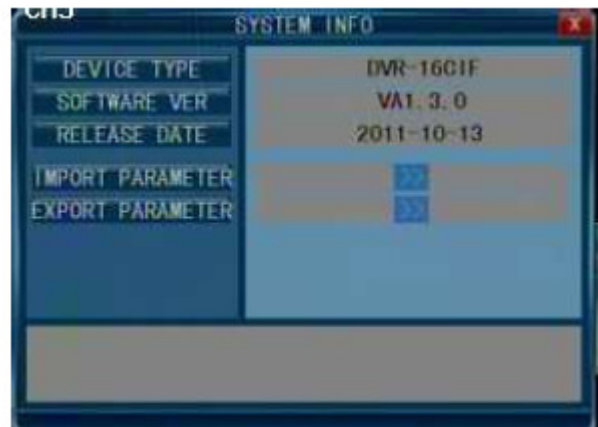 CH5
SYSTEM INFO X
DEVICE TYPE DVR-16CIF
SOFTWARE VER VA1.3.0
RELEASE DATE 2011-10-13
IMPORT PARAMETER >>
EXPORT PARAMETER >>